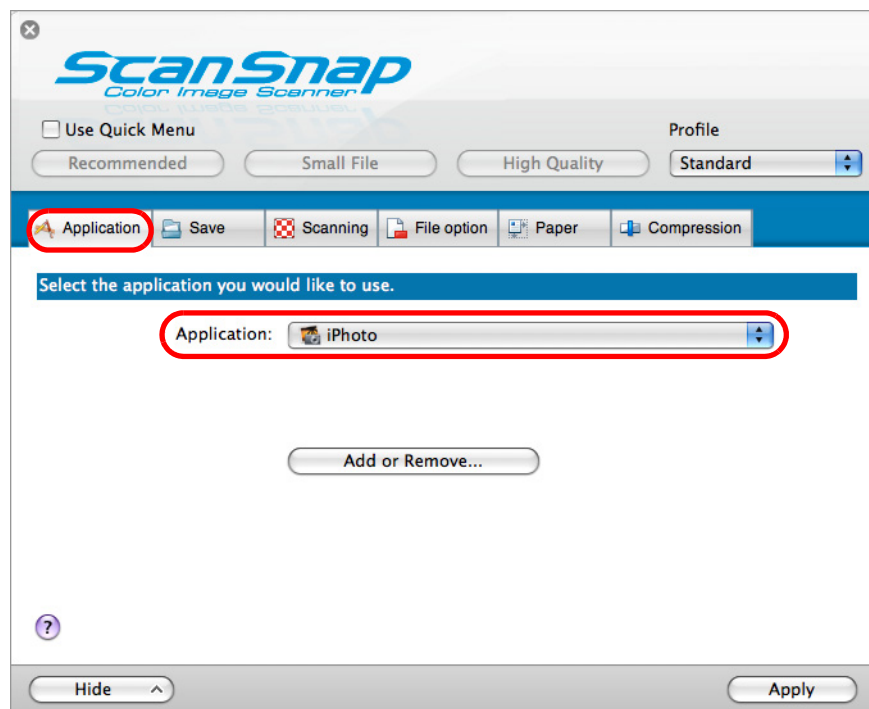 ScanSnap
Color Image Scanner
Use Quick Menu
Profile
Recommended
Small File
High Quality
Standard
Application
Save
Scanning
File option
Paper
Compression
Select the application you would like to use.
Application:
iPhoto
Add or Remove...
?
Hide
Apply